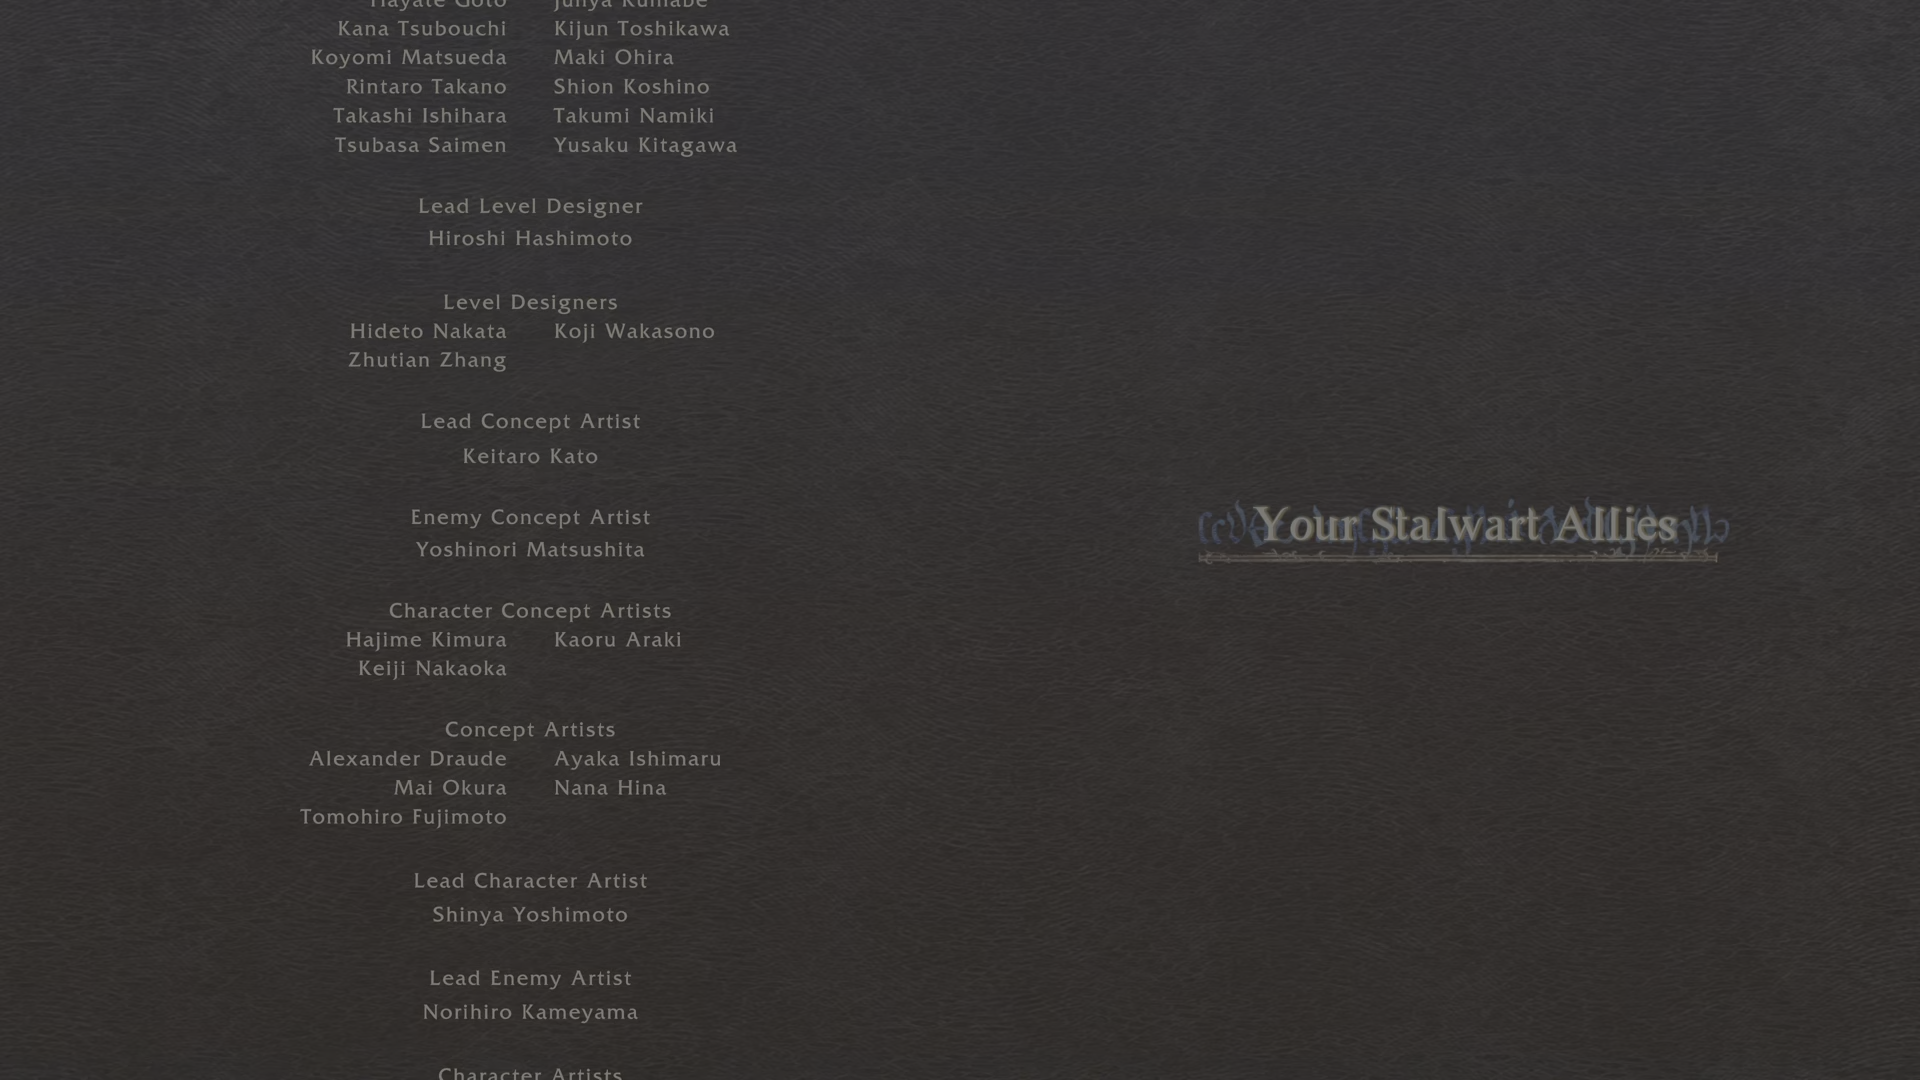 Hayate Goto Junya Kumabe
Kana Tsubouchi Kijun Toshikawa
Koyomi Matsueda Maki Ohira
Rintaro Takano Shion Koshino
Takashi Ishihara Takumi Namiki
Tsubasa Saimen Yusaku Kitagawa
Lead Level Designer
Hiroshi Hashimoto
Level Designers
Hideto Nakata Koji Wakasono
Zhutian Zhang
Lead Concept Artist
Keitaro Kato
Enemy Concept Artist
Yoshinori Matsushita
Character Concept Artists
Hajime Kimura Kaoru Araki
Keiji Nakaoka
Concept Artists
Alexander Draude Ayaka Ishimaru
Mai Okura Nana Hina
Tomohiro Fujimoto
Lead Character Artist
Shinya Yoshimoto
Lead Enemy Artist
Norihiro Kameyama
Character Artists
Your Stalwart Allies